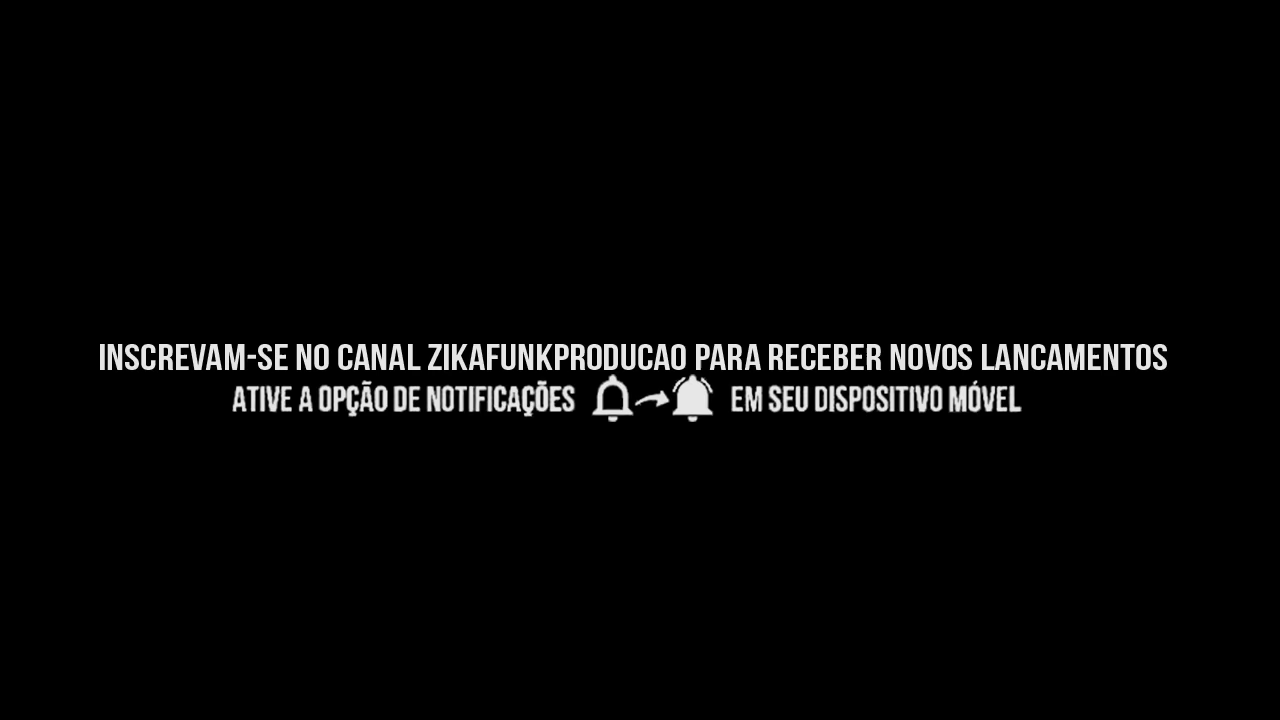 INSCREVAM-SE NO CANAL ZIKAFUNKPRODUCAO PARA RECEBER NOVOS LANCAMENTOS
ATIVE A OPÇÃO DE NOTIFICAÇÕES EM SEU DISPOSITIVO MÓVEL